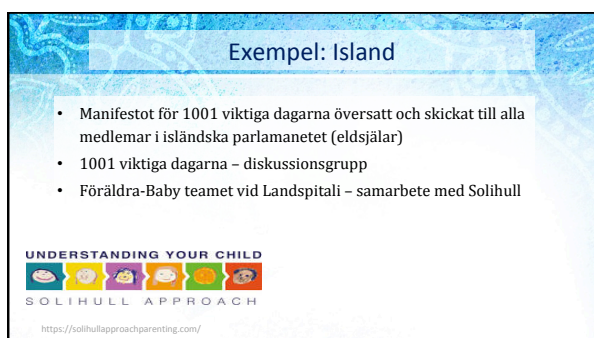 Exempel: Island
• Manifestot för 1001 viktiga dagarna översatt och skickat till alla
medlemar i isländska parlamanetet (eldsjälar)
• 1001 viktiga dagarna – diskussionsgrupp
• Föräldra-Baby teamet vid Landspitali – samarbete med Solihull
UNDERSTANDING YOUR CHILD
SOLIHULL APPROACH
https://solihullapproachparenting.com/